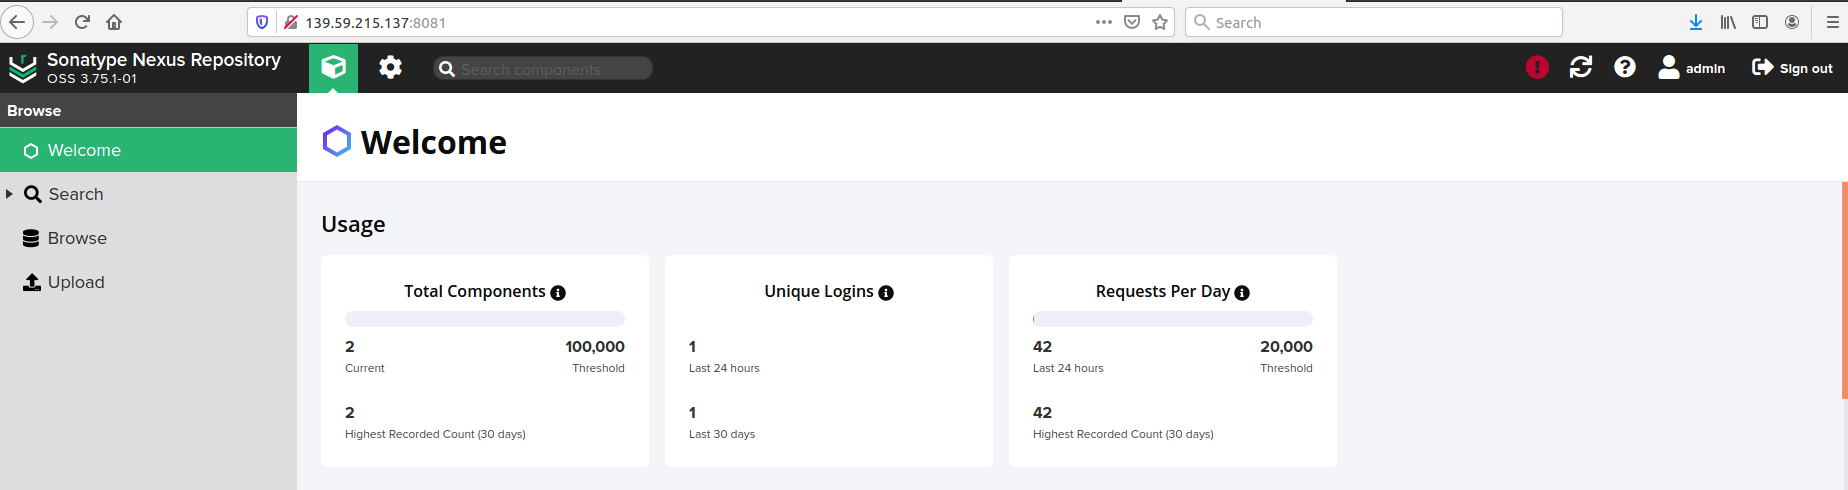 139.59.215.137:8081
Search
Sonatype Nexus Repository
OSS 3.75.1-01
Search components
admin
Sign out
Browse
Welcome
Search
Browse
Upload
Welcome
Usage
Total Components
2 100,000
Current Threshold
2
Highest Recorded Count (30 days)
Unique Logins
1
Last 24 hours
1
Last 30 days
Requests Per Day
42 20,000
Last 24 hours Threshold
42
Highest Recorded Count (30 days)